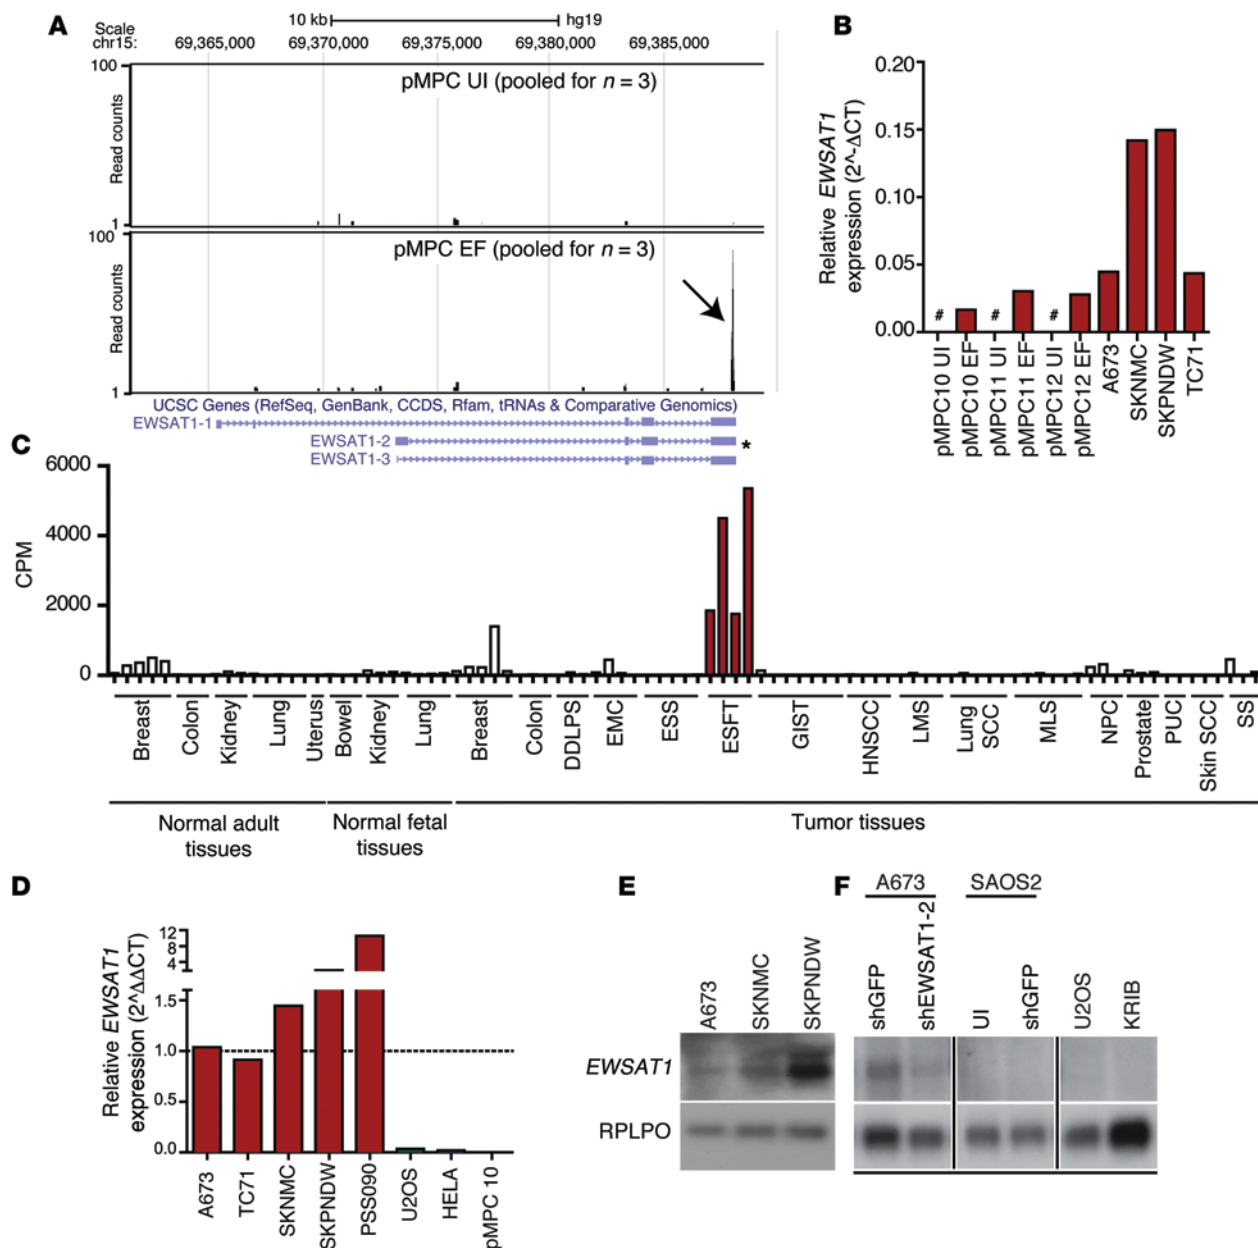 A
Scale
chr15:
10 kb
hg19
69,365,000
69,370,000
69,375,000
69,380,000
69,385,000
100
Read counts
1
pMPC UI (pooled for n = 3)
100
Read counts
1
pMPC EF (pooled for n = 3)
UCSC Genes (RefSeq, GenBank, CCDS, Rfam, tRNAs & Comparative Genomics)
EWSAT1-1
EWSAT1-2
EWSAT1-3
*
B
Relative EWSAT1
expression (2^-ΔCT)
0.20
0.15
0.10
0.05
0.00
# # #
pMPC10 UI
pMPC10 EF
pMPC11 UI
pMPC11 EF
pMPC12 UI
pMPC12 EF
A673
SKNMC
SKPNDW
TC71
C
CPM
6000
4000
2000
0
Breast
Colon
Kidney
Lung
Uterus
Bowel
Kidney
Lung
Breast
Colon
DDLPS
EMC
ESS
ESFT
GIST
HNSCC
LMS
Lung
SCC
MLS
NPC
Prostate
PUC
Skin SCC
SS
Normal adult
tissues
Normal fetal
tissues
Tumor tissues
D
Relative EWSAT1
expression (2^ΔΔCT)
12
8
4
1.5
1.0
0.5
0.0
A673
TC71
SKNMC
SKPNDW
PSS090
U2OS
HELA
pMPC 10
E
A673
SKNMC
SKPNDW
EWSAT1
RPLPO
F
A673
SAOS2
shGFP
shEWSAT1-2
UI
shGFP
U2OS
KRIB